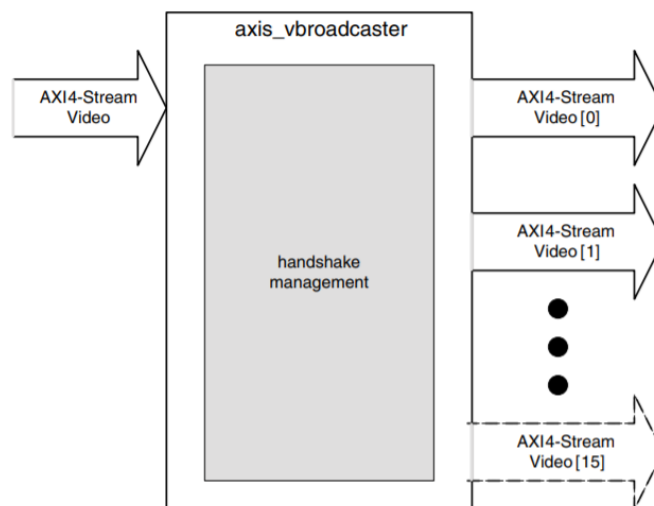 axis_vbroadcaster
AXI4-Stream
Video
handshake
management
AXI4-Stream
Video[0]
AXI4-Stream
Video[1]
AXI4-Stream
Video[15]